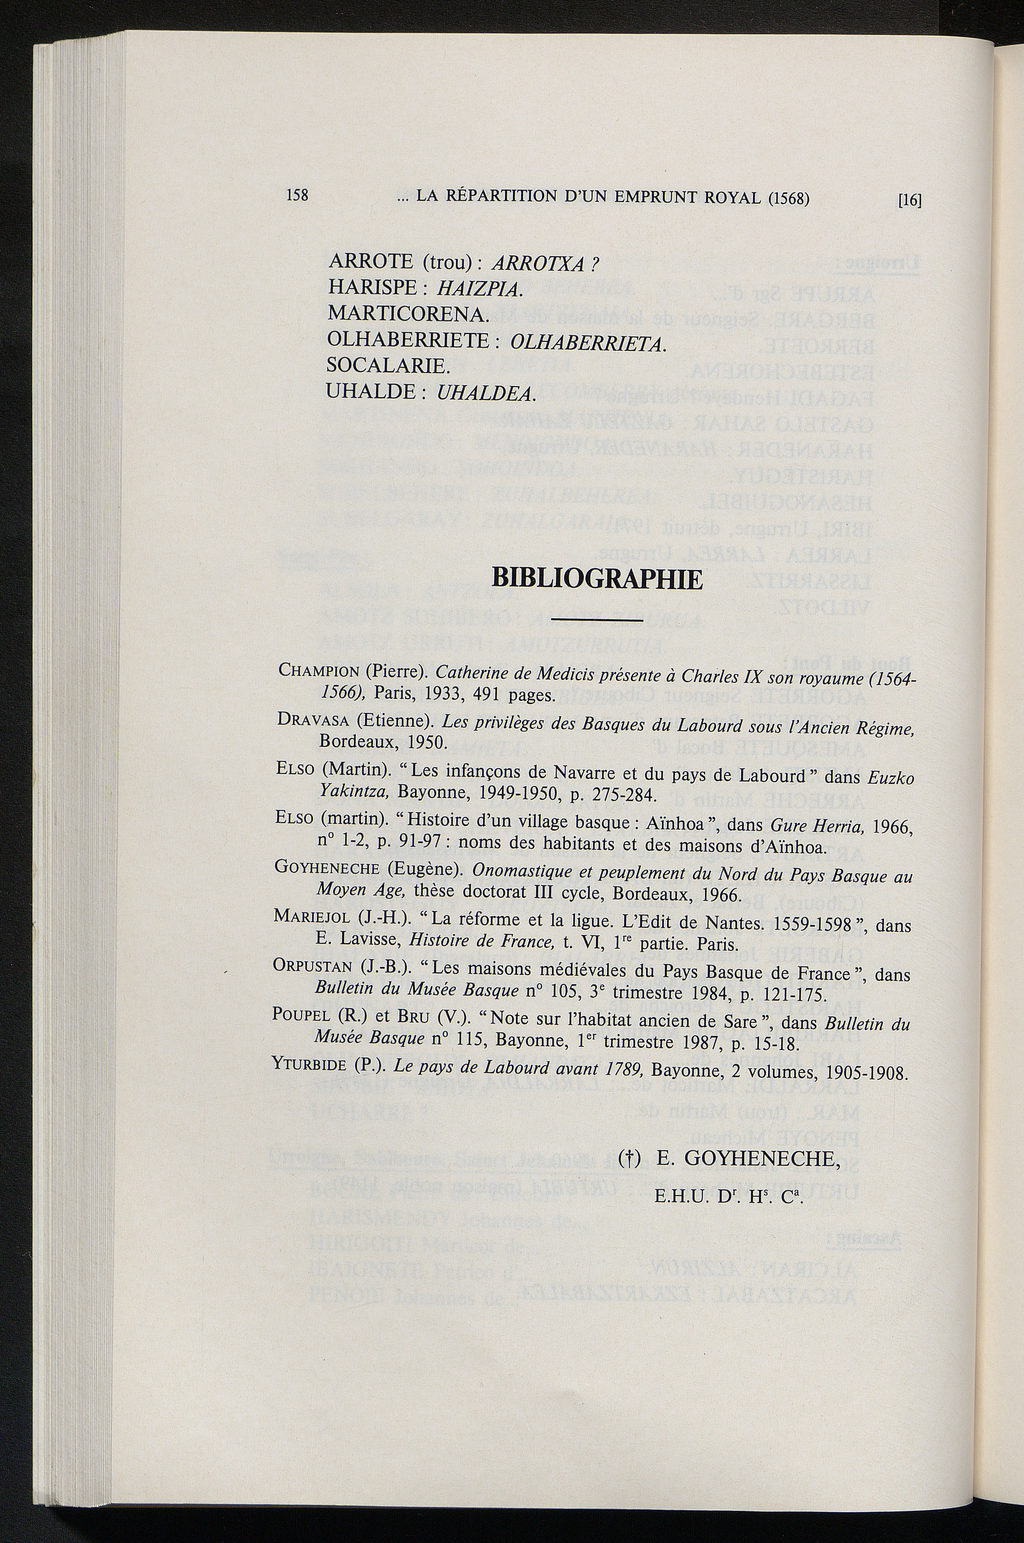 158 ... LA RÉPARTITION D'UN EMPRUNT ROYAL (1568) [16]
ARROTE (trou) : ARROTXA ?
HARISPE : HAIZPIA.
MARTICORENA.
OLHABERRIETE : OLHABERRIETA.
SOCALARIE.
UHALDE : UHALDEA.
BIBLIOGRAPHIE
CHAMPION (Pierre). Catherine de Medicis présente à Charles IX son royaume (1564-
1566), Paris, 1933, 491 pages.
DRAVASA (Etienne). Les privilèges des Basques du Labourd sous l'Ancien Régime,
Bordeaux, 1950.
ELSO (Martin). “Les infançons de Navarre et du pays de Labourd” dans Euzko
Yakintza, Bayonne, 1949-1950, p. 275-284.
ELSO (martin). “Histoire d'un village basque : Aïnhoa”, dans Gure Herria, 1966,
n° 1-2, p. 91-97 : noms des habitants et des maisons d'Aïnhoa.
GOYHENECHE (Eugène). Onomastique et peuplement du Nord du Pays Basque au
Moyen Age, thèse doctorat III cycle, Bordeaux, 1966.
MARIEJOL (J.-H.). “La réforme et la ligue. L'Edit de Nantes. 1559-1598”, dans
E. Lavisse, Histoire de France, t. VI, 1re partie. Paris.
ORPUSTAN (J.-B.). “Les maisons médiévales du Pays Basque de France”, dans
Bulletin du Musée Basque n° 105, 3e trimestre 1984, p. 121-175.
POUPEL (R.) et BRU (V.). “Note sur l'habitat ancien de Sare”, dans Bulletin du
Musée Basque n° 115, Bayonne, 1er trimestre 1987, p. 15-18.
YTURBIDE (P.). Le pays de Labourd avant 1789, Bayonne, 2 volumes, 1905-1908.
(†) E. GOYHENECHE,
E.H.U. Dr. Hs. Ca.